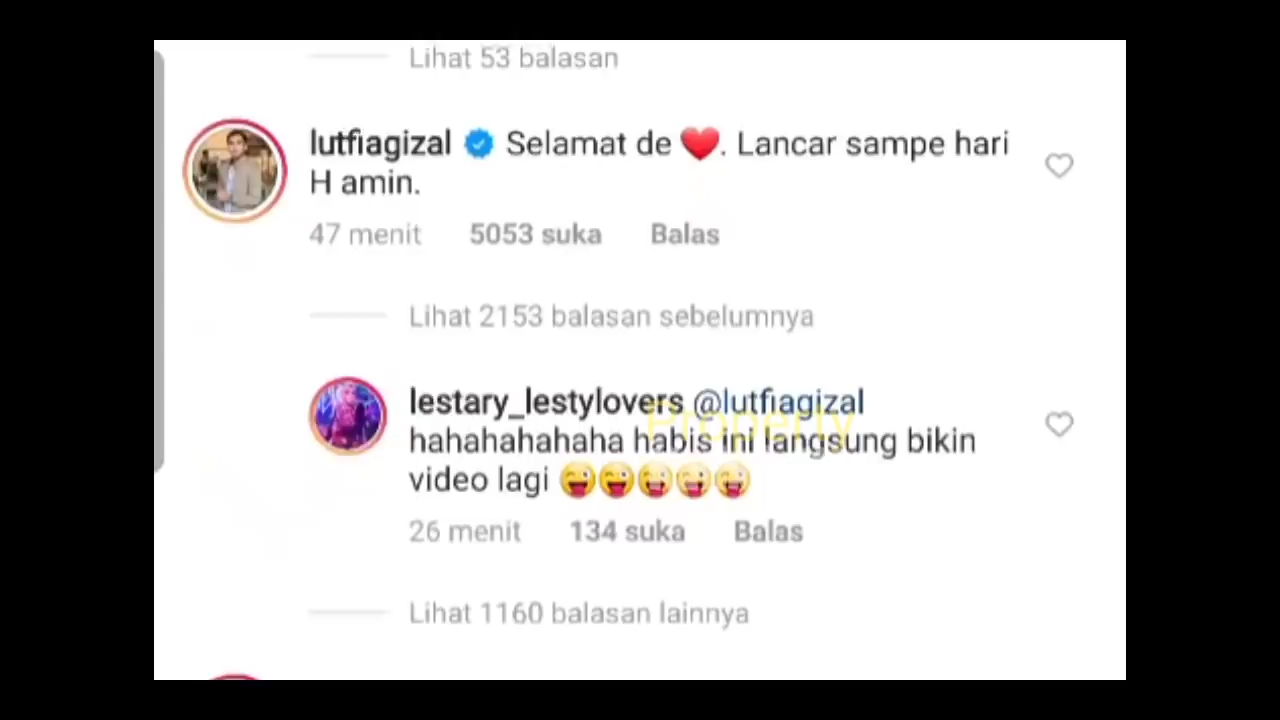 Lihat 53 balasan
lutfiagizal Selamat de ❤️. Lancar sampe hari
H amin.
47 menit 5053 suka Balas
Lihat 2153 balasan sebelumnya
lestary_lestylovers @lutfiagizal
Property
hahahahahaha habis ini langsung bikin
video lagi 😜😜😜😜😜
26 menit 134 suka Balas
Lihat 1160 balasan lainnya